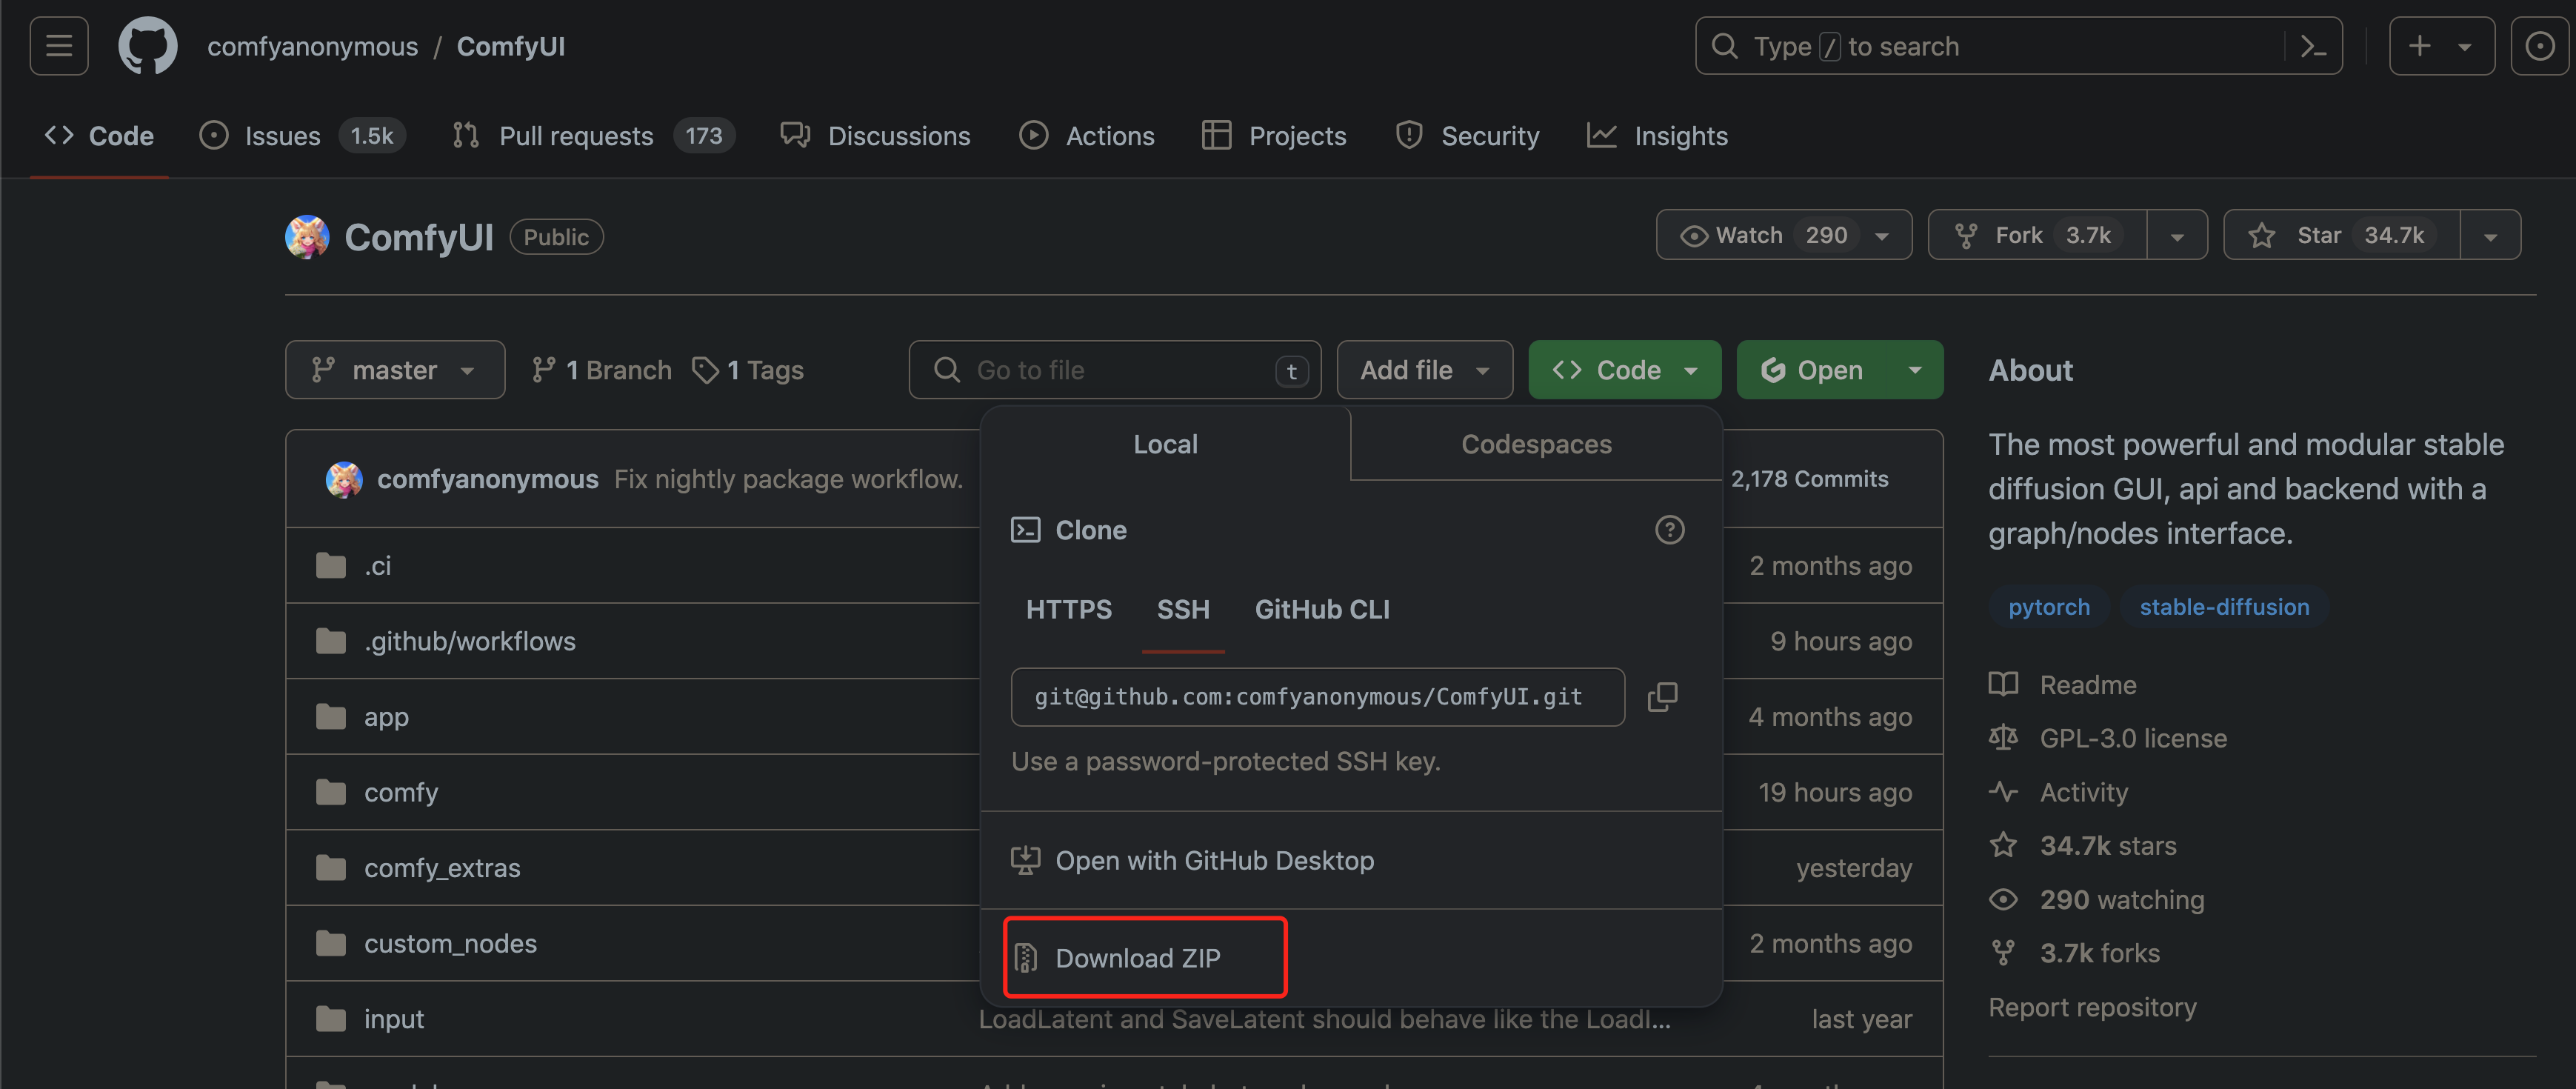 comfyanonymous / ComfyUI
Type / to search
Code
Issues 1.5k
Pull requests 173
Discussions
Actions
Projects
Security
Insights
ComfyUI Public
Watch 290
Fork 3.7k
Star 34.7k
master
1 Branch
1 Tags
Go to file t
Add file
Code
Open
comfyanonymous Fix nightly package workflow.
2,178 Commits
.ci
2 months ago
.github/workflows
9 hours ago
app
4 months ago
comfy
19 hours ago
comfy_extras
yesterday
custom_nodes
2 months ago
input
LoadLatent and SaveLatent should behave like the LoadI...
last year
Local
Codespaces
Clone
HTTPS
SSH
GitHub CLI
git@github.com:comfyanonymous/ComfyUI.git
Use a password-protected SSH key.
Open with GitHub Desktop
Download ZIP
About
The most powerful and modular stable
diffusion GUI, api and backend with a
graph/nodes interface.
pytorch
stable-diffusion
Readme
GPL-3.0 license
Activity
34.7k stars
290 watching
3.7k forks
Report repository